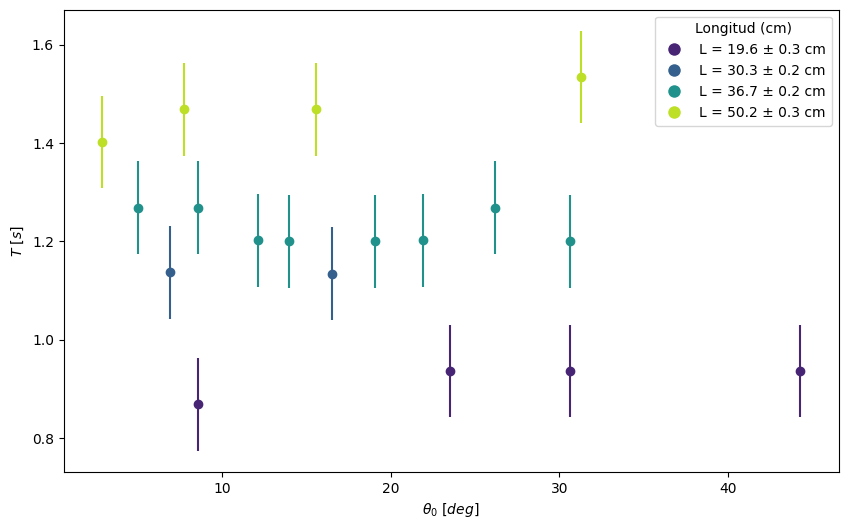 Longitud (cm)
L = 19.6 ± 0.3 cm
L = 30.3 ± 0.2 cm
L = 36.7 ± 0.2 cm
L = 50.2 ± 0.3 cm
1.6
1.4
1.2
1.0
0.8
T [s]
10 20 30 40
θ₀ [deg]